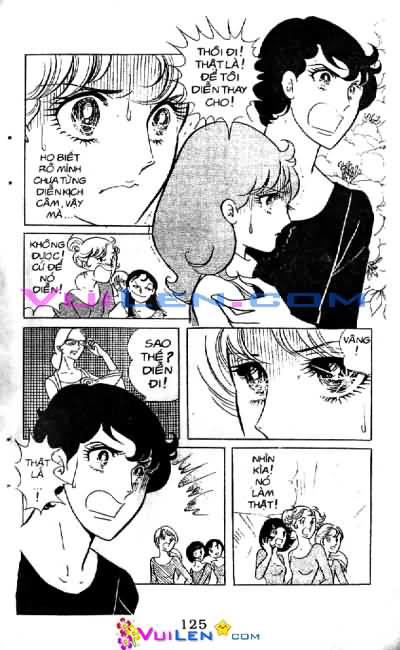 THÔI ĐI!
THẬT LÀ!
ĐỂ TÔI
DIỄN THAY
CHO!
HỌ BIẾT
RÕ MÌNH
CHƯA TỪNG
DIỄN KỊCH
CÂM, VẬY
MÀ...
KHÔNG
ĐƯỢC!
CỨ ĐỂ
NÓ
DIỄN!
VUILEN.COM
SAO
THẾ?
DIỄN
ĐI!
VÂNG!
THẬT
LÀ
!
NHÌN
KÌA!
NÓ
LÀM
THẬT!
125
VUILEN.COM